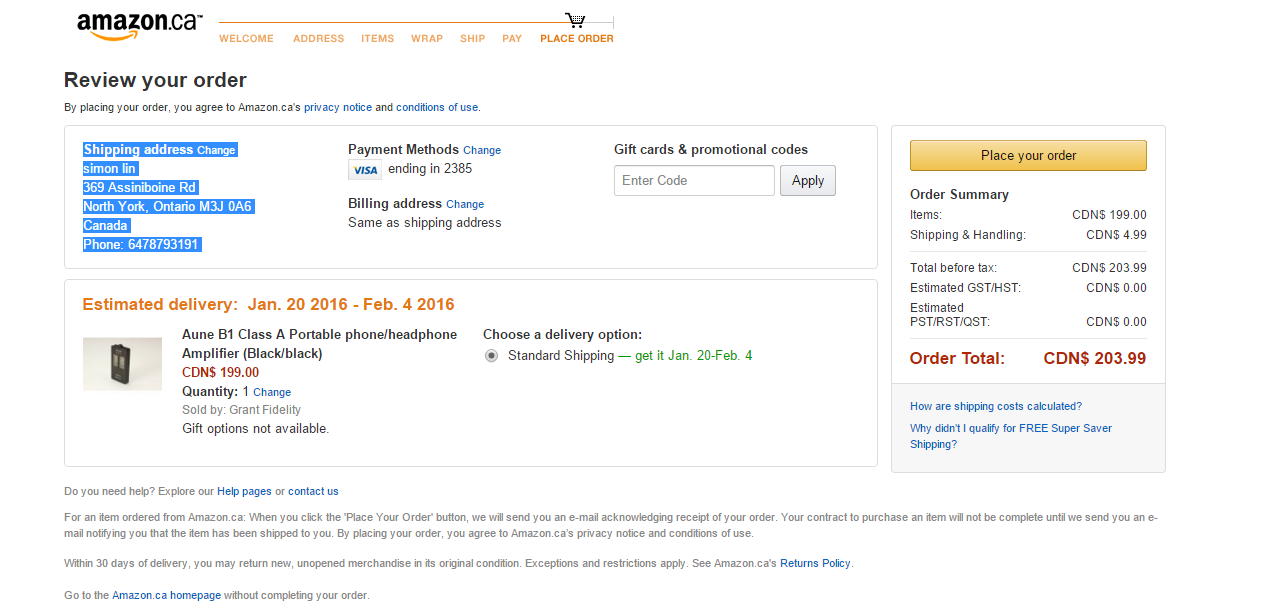 amazon.ca™
WELCOME ADDRESS ITEMS WRAP SHIP PAY PLACE ORDER
Review your order
By placing your order, you agree to Amazon.ca's privacy notice and conditions of use.
Shipping address Change
simon lin
369 Assiniboine Rd
North York, Ontario M3J 0A6
Canada
Phone: 6478793191
Payment Methods Change
VISA ending in 2385
Billing address Change
Same as shipping address
Gift cards & promotional codes
Enter Code Apply
Place your order
Order Summary
Items: CDN$ 199.00
Shipping & Handling: CDN$ 4.99
Total before tax: CDN$ 203.99
Estimated GST/HST: CDN$ 0.00
Estimated
PST/RST/QST: CDN$ 0.00
Order Total: CDN$ 203.99
How are shipping costs calculated?
Why didn't I qualify for FREE Super Saver
Shipping?
Estimated delivery: Jan. 20 2016 - Feb. 4 2016
Aune B1 Class A Portable phone/headphone
Amplifier (Black/black)
CDN$ 199.00
Quantity: 1 Change
Sold by: Grant Fidelity
Gift options not available.
Choose a delivery option:
Standard Shipping — get it Jan. 20-Feb. 4
Do you need help? Explore our Help pages or contact us
For an item ordered from Amazon.ca: When you click the 'Place Your Order' button, we will send you an e-mail acknowledging receipt of your order. Your contract to purchase an item will not be complete until we send you an e-
mail notifying you that the item has been shipped to you. By placing your order, you agree to Amazon.ca's privacy notice and conditions of use.
Within 30 days of delivery, you may return new, unopened merchandise in its original condition. Exceptions and restrictions apply. See Amazon.ca's Returns Policy.
Go to the Amazon.ca homepage without completing your order.